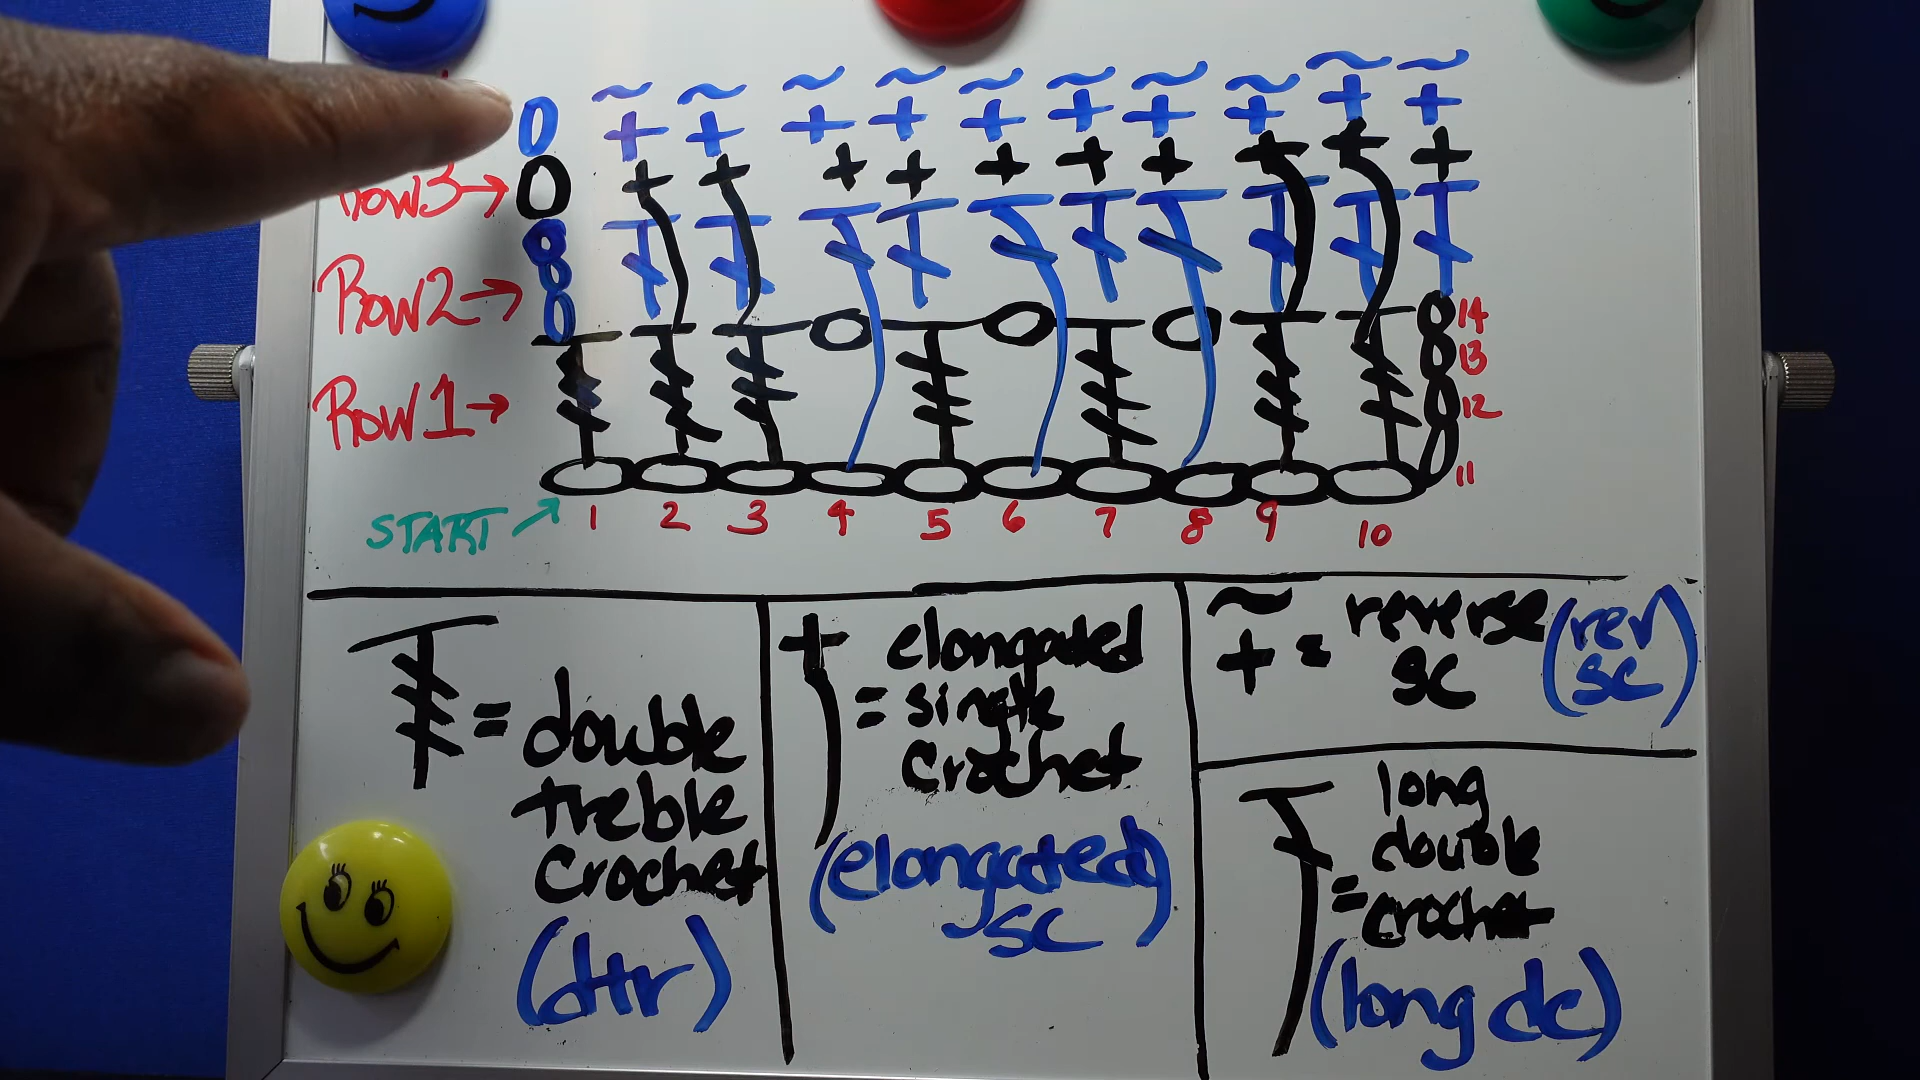 Row3→
Row2→
Row1→
14
13
12
11
START
1 2 3 4 5 6 7 8 9 10
= double
treble
crochet
(dtr)
elongated
= single
crochet
(elongated
sc)
= reverse
sc
(rev
sc)
long
double
= crochet
(long dc)